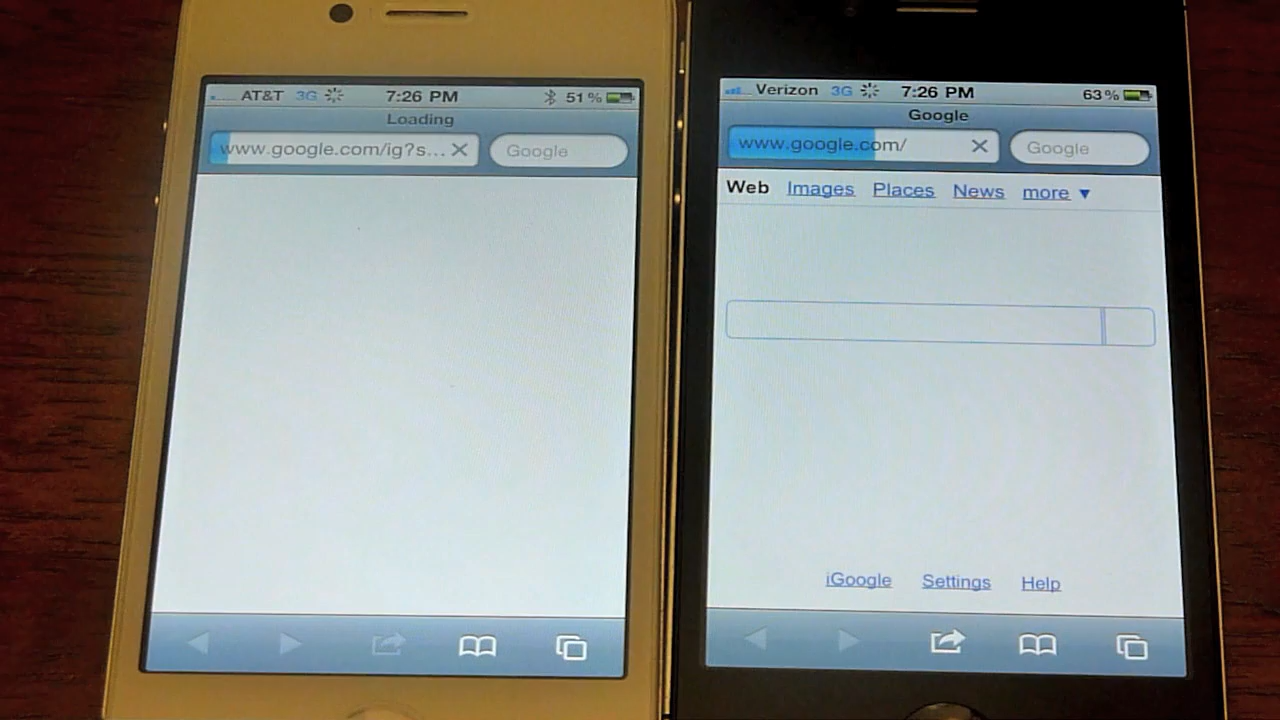 AT&T 3G 7:26 PM 51%
Loading
www.google.com/ig?s... Google
Verizon 3G 7:26 PM 63%
Google
www.google.com/ Google
Web Images Places News more ▼
iGoogle Settings Help